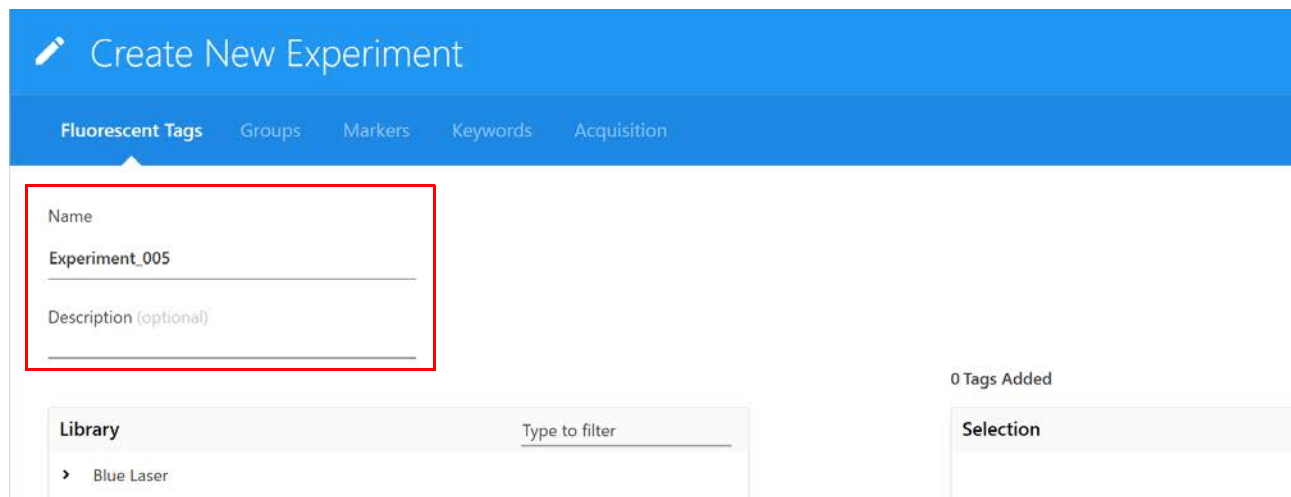 Create New Experiment
Fluorescent Tags Groups Markers Keywords Acquisition
Name
Experiment_005
Description (optional)
0 Tags Added
Library Type to filter Selection
Blue Laser